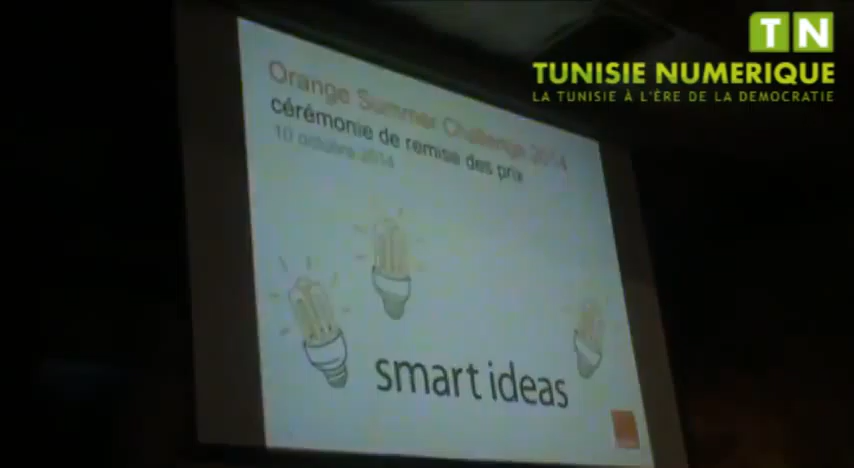 TN
TUNISIE NUMERIQUE
LA TUNISIE À L'ÈRE DE LA DEMOCRATIE
Orange Summer Challenge 2014
cérémonie de remise des prix
10 octobre 2014
smart ideas